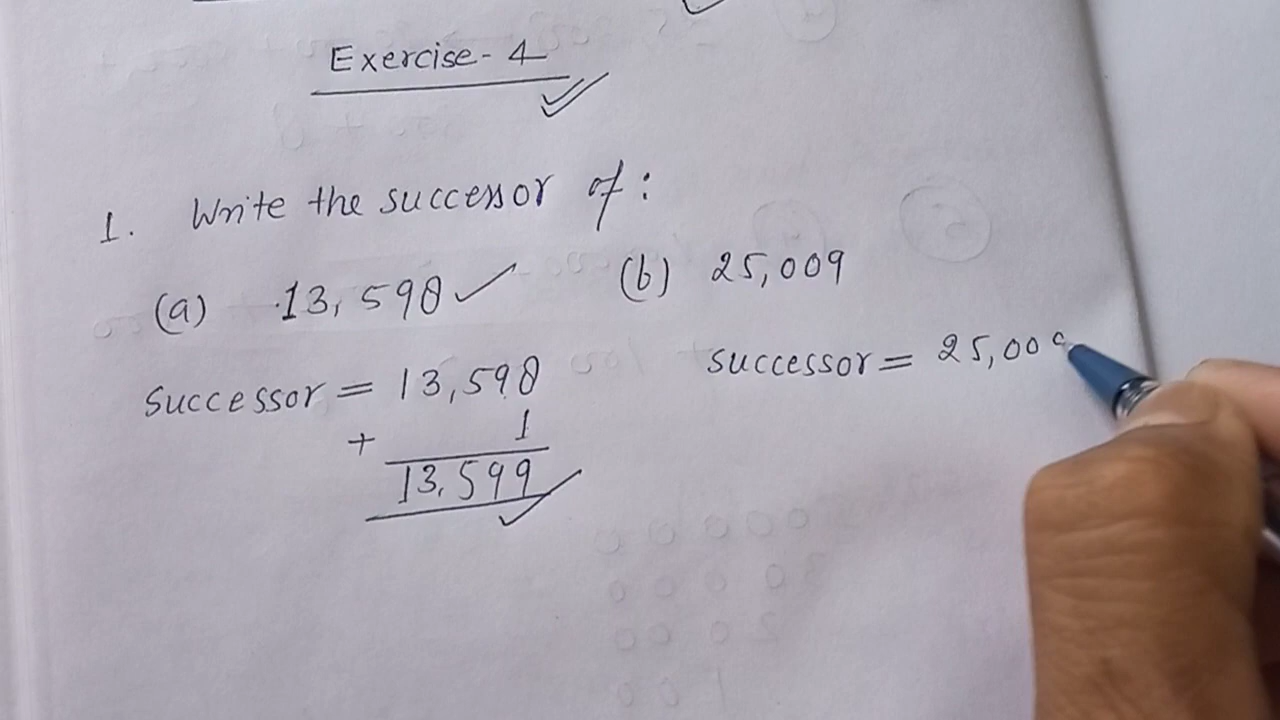 Exercise - 4
1. Write the successor of :
(a) 13,598 (b) 25,009
Successor = 13,598
+ 1
13,599
successor = 25,00